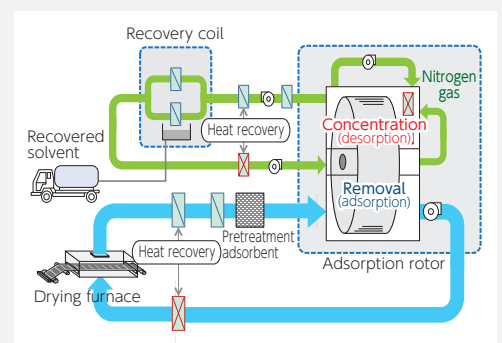 Recovery coil
Nitrogen
gas
Concentration
(desorption)
Heat recovery
Recovered
solvent
Removal
(adsorption)
Pretreatment
adsorbent
Heat recovery
Adsorption rotor
Drying furnace